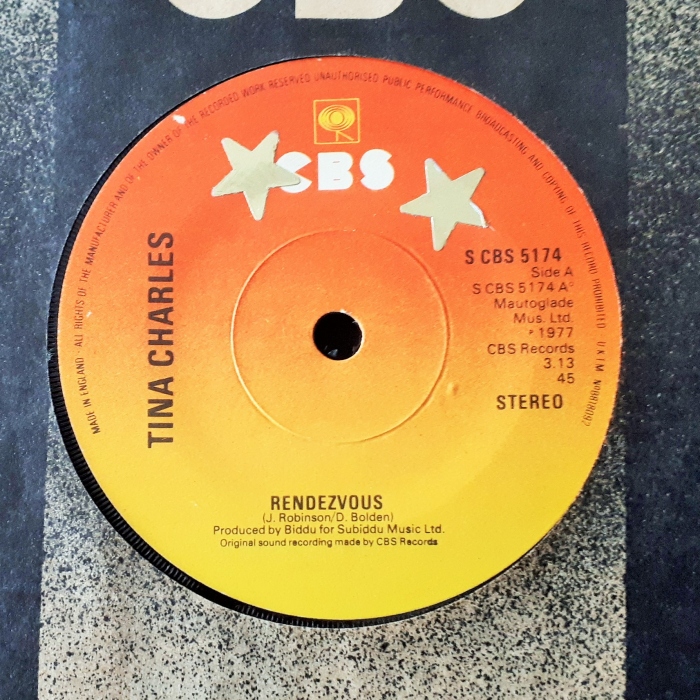 CBS
MADE IN ENGLAND · ALL RIGHTS OF THE MANUFACTURER AND OF THE OWNER OF THE RECORDED WORK RESERVED UNAUTHORISED PUBLIC PERFORMANCE BROADCASTING AND COPYING OF THIS RECORD PROHIBITED U K T M
CBS
TINA CHARLES
S CBS 5174
Side A
S CBS 5174 A
Mautoglade
Mus. Ltd.
℗ 1977
CBS Records
3.13
45
STEREO
RENDEZVOUS
(J. Robinson/D. Bolden)
Produced by Biddu for Subiddu Music Ltd.
Original sound recording made by CBS Records